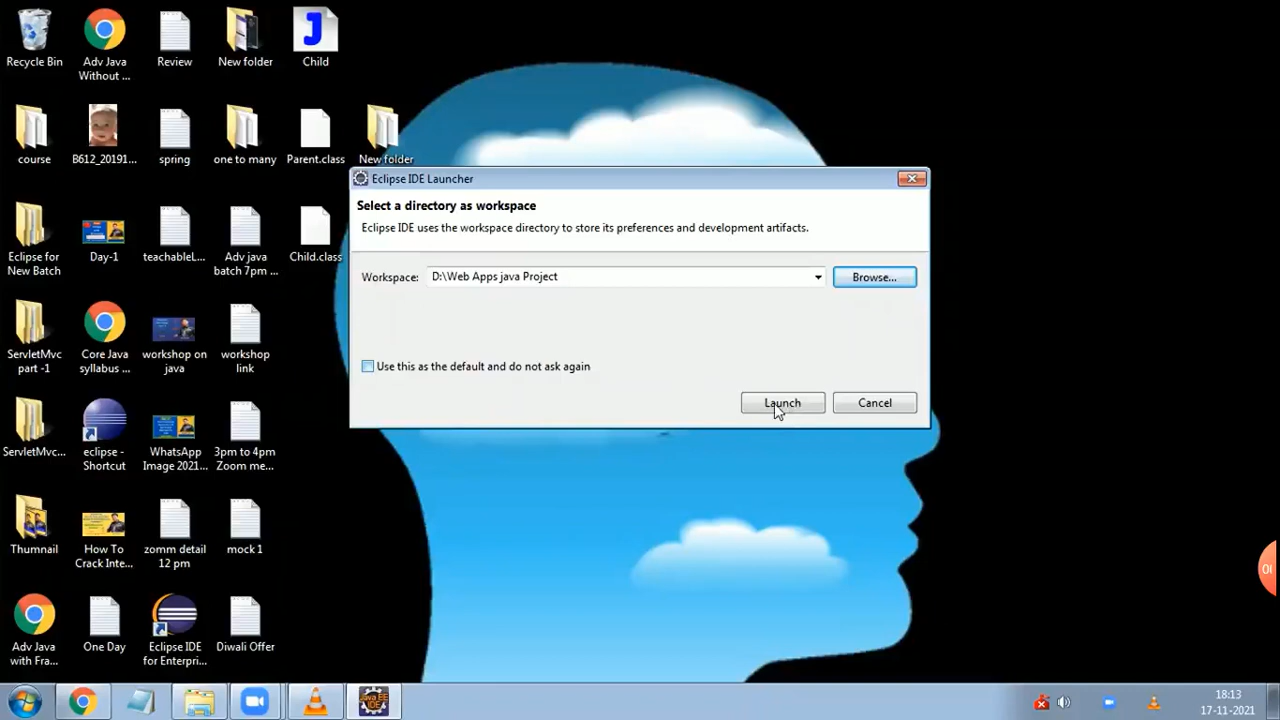 Recycle Bin
Adv Java
Without ...
Review
New folder
J
Child
course
B612_20191...
spring
one to many
Parent.class
New folder
Eclipse IDE Launcher
Select a directory as workspace
Eclipse IDE uses the workspace directory to store its preferences and development artifacts.
Workspace:
D:\Web Apps java Project
Browse...
Use this as the default and do not ask again
Launch
Cancel
Eclipse for
New Batch
Day-1
teachableL...
Adv java
batch 7pm ...
Child.class
ServletMvc
part -1
Core Java
syllabus ...
workshop on
java
workshop
link
ServletMvc...
eclipse -
Shortcut
WhatsApp
Image 2021...
3pm to 4pm
Zoom me...
Thumnail
How To
Crack Inte...
zomm detail
12 pm
mock 1
Adv Java
with Fra...
One Day
Eclipse IDE
for Enterpri...
Diwali Offer
Java EE
IDE
18:13
17-11-2021